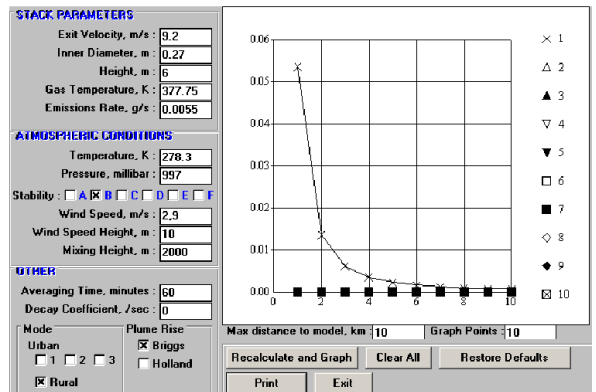 STACK PARAMETERS
Exit Velocity, m/s : 9.2
Inner Diameter, m : 0.27
Height, m : 6
Gas Temperature, K : 377.75
Emissions Rate, g/s : 0.0055
ATMOSPHERIC CONDITIONS
Temperature, K : 278.3
Pressure, millibar : 997
Stability : A B C D E F
Wind Speed, m/s : 2,9
Wind Speed Height, m : 10
Mixing Height, m : 2000
OTHER
Averaging Time, minutes : 60
Decay Coefficient, /sec : 0
Mode
Urban
1 2 3
Rural
Plume Rise
Briggs
Holland
0.06
0.05
0.04
0.03
0.02
0.01
0.00
0 2 4 6 8 10
1
2
3
4
5
6
7
8
9
10
Max distance to model, km : 10 Graph Points : 10
Recalculate and Graph Clear All Restore Defaults
Print Exit